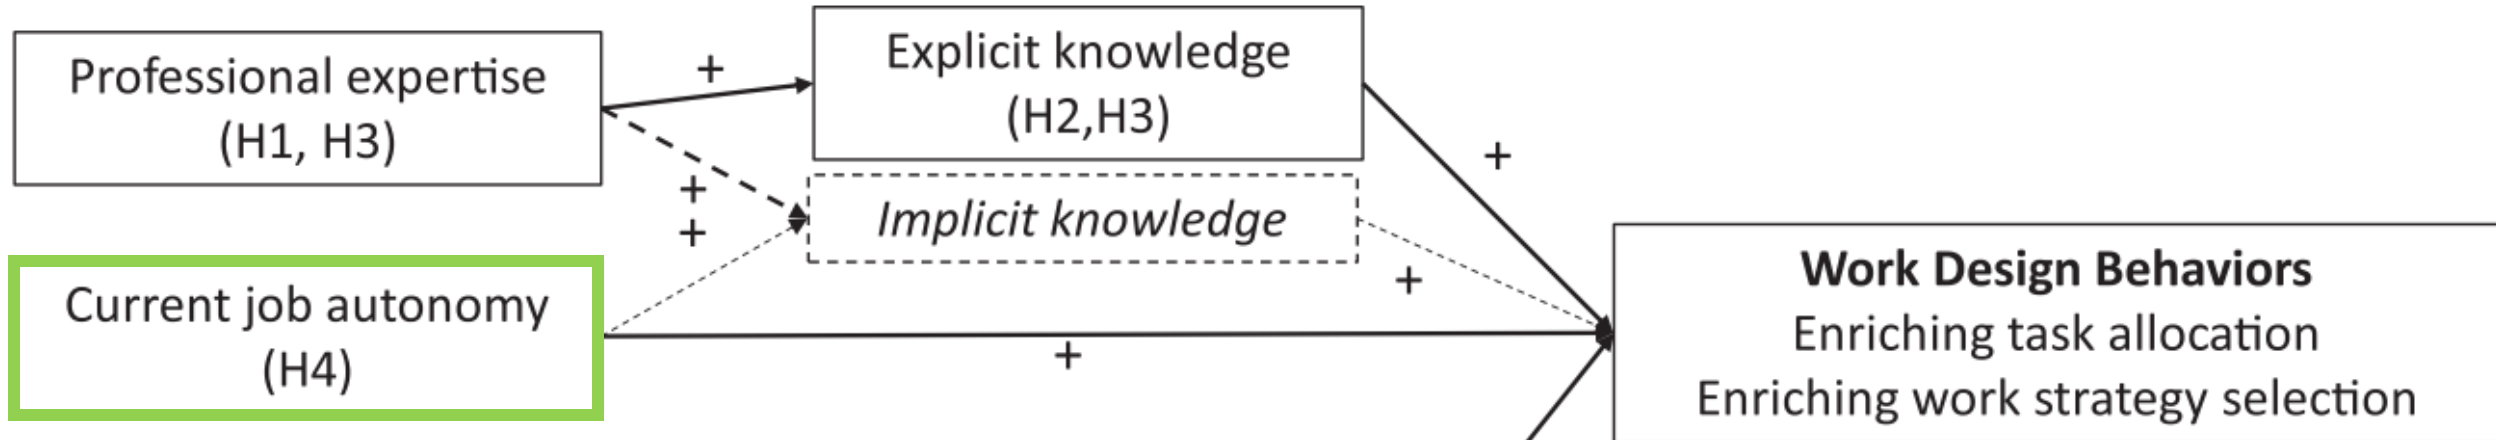 Professional expertise
(H1, H3)
+
Explicit knowledge
(H2,H3)
+
+
+
Implicit knowledge
+
Current job autonomy
(H4)
+
Work Design Behaviors
Enriching task allocation
Enriching work strategy selection